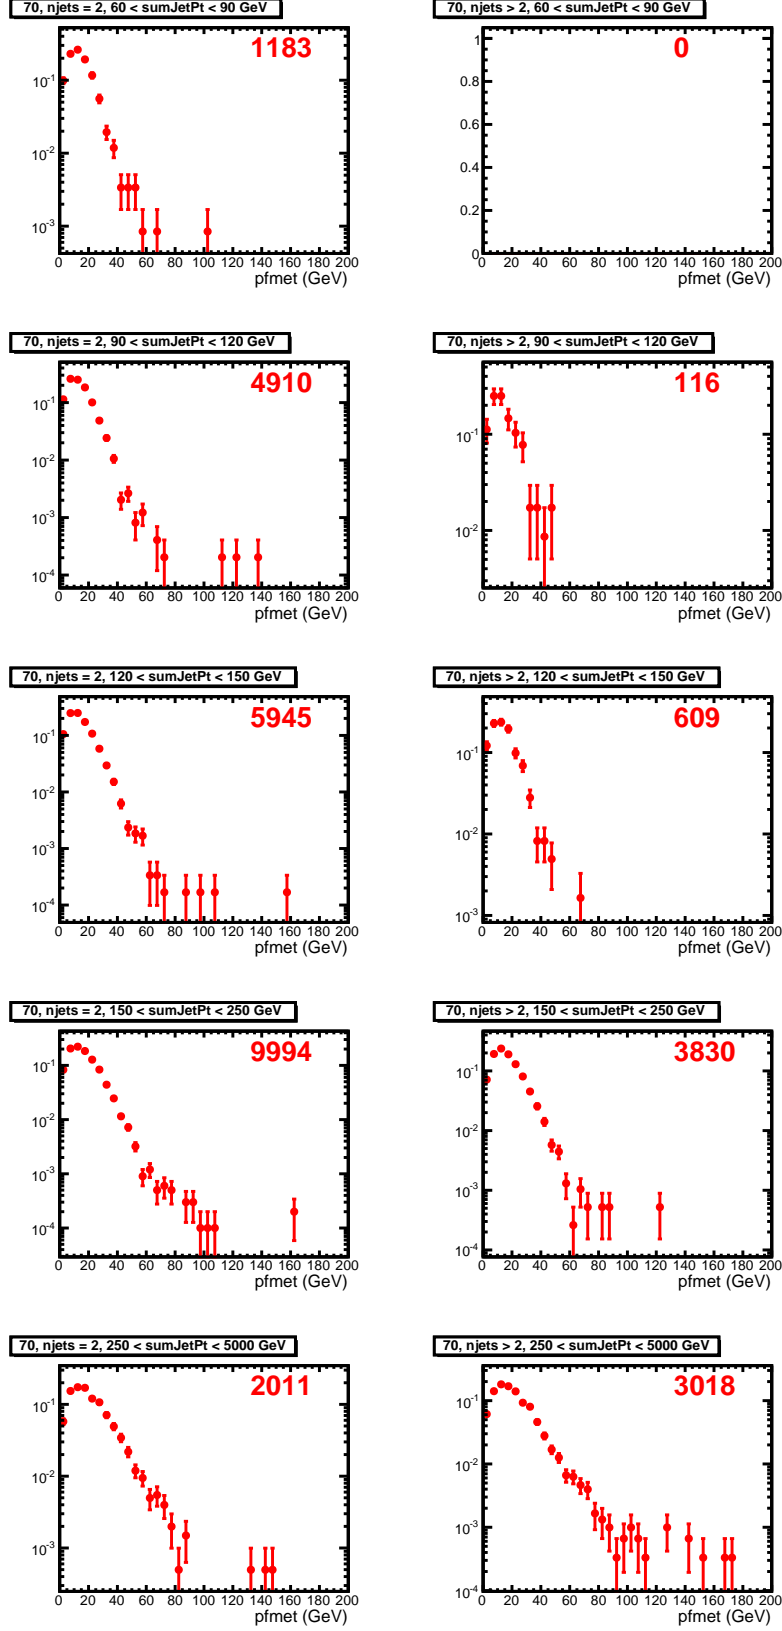 70, njets = 2, 60 < sumJetPt < 90 GeV
1183
10-1
10-2
10-3
0 20 40 60 80 100 120 140 160 180 200
pfmet (GeV)
70, njets > 2, 60 < sumJetPt < 90 GeV
0
1
0.8
0.6
0.4
0.2
0
0 20 40 60 80 100 120 140 160 180 200
pfmet (GeV)
70, njets = 2, 90 < sumJetPt < 120 GeV
4910
10-1
10-2
10-3
10-4
0 20 40 60 80 100 120 140 160 180 200
pfmet (GeV)
70, njets > 2, 90 < sumJetPt < 120 GeV
116
10-1
10-2
0 20 40 60 80 100 120 140 160 180 200
pfmet (GeV)
70, njets = 2, 120 < sumJetPt < 150 GeV
5945
10-1
10-2
10-3
10-4
0 20 40 60 80 100 120 140 160 180 200
pfmet (GeV)
70, njets > 2, 120 < sumJetPt < 150 GeV
609
10-1
10-2
10-3
0 20 40 60 80 100 120 140 160 180 200
pfmet (GeV)
70, njets = 2, 150 < sumJetPt < 250 GeV
9994
10-1
10-2
10-3
10-4
0 20 40 60 80 100 120 140 160 180 200
pfmet (GeV)
70, njets > 2, 150 < sumJetPt < 250 GeV
3830
10-1
10-2
10-3
10-4
0 20 40 60 80 100 120 140 160 180 200
pfmet (GeV)
70, njets = 2, 250 < sumJetPt < 5000 GeV
2011
10-1
10-2
10-3
0 20 40 60 80 100 120 140 160 180 200
pfmet (GeV)
70, njets > 2, 250 < sumJetPt < 5000 GeV
3018
10-1
10-2
10-3
10-4
0 20 40 60 80 100 120 140 160 180 200
pfmet (GeV)